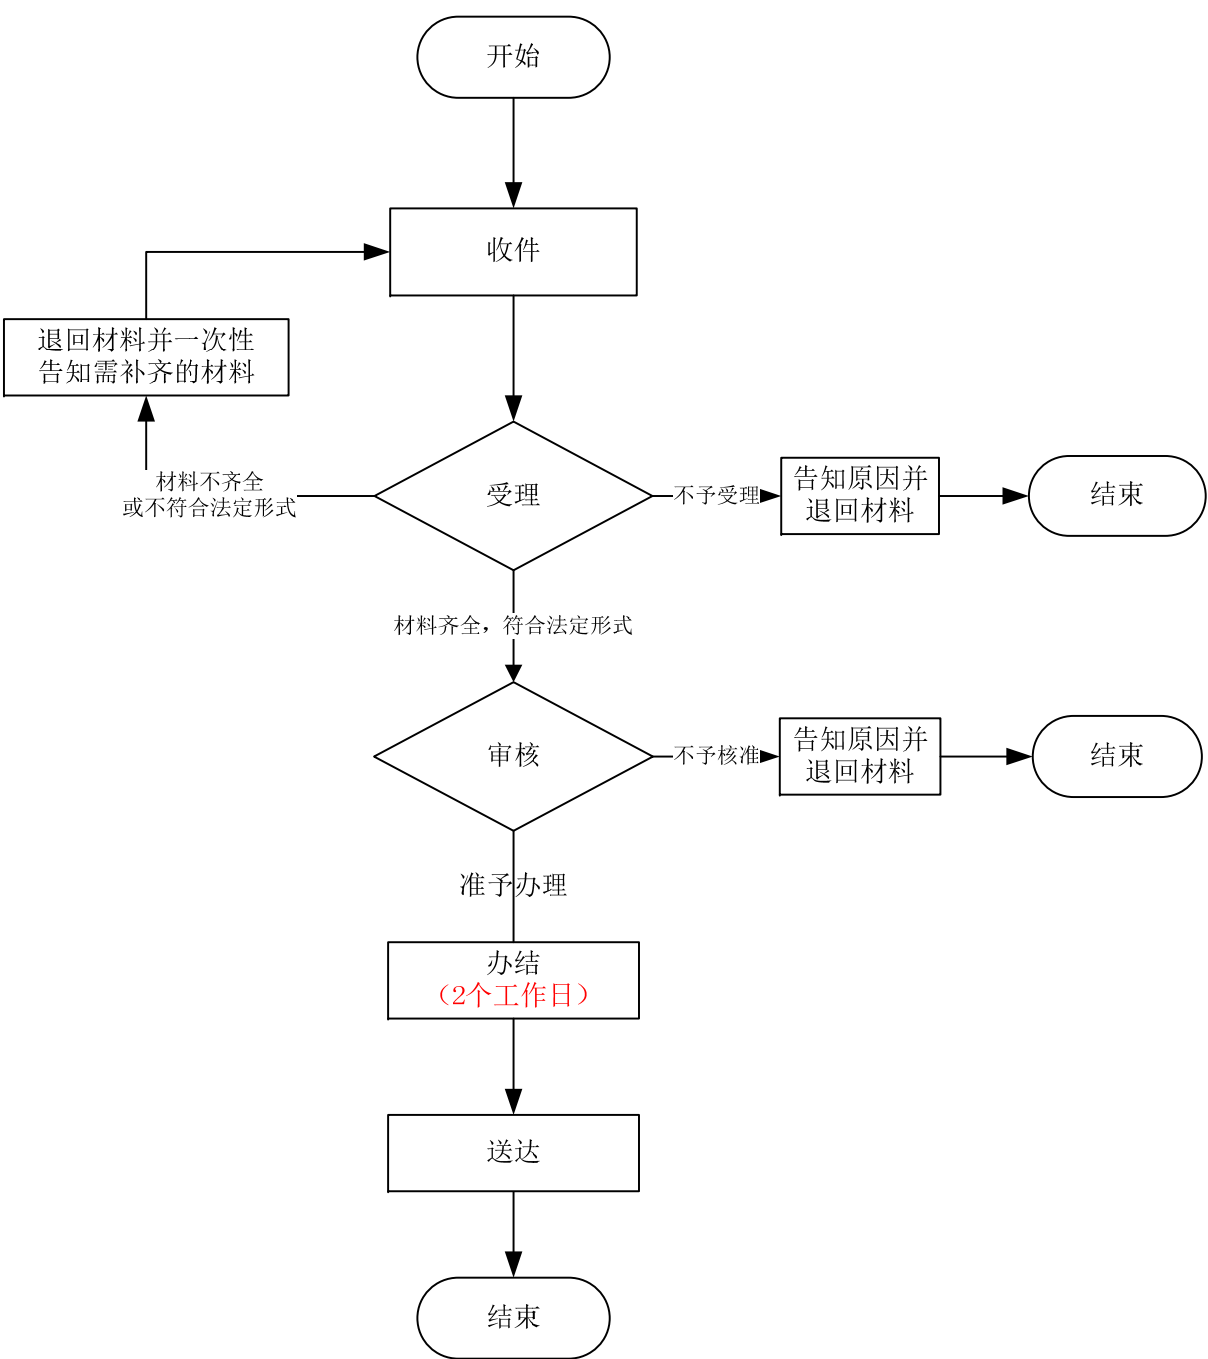 开始
收件
退回材料并一次性
告知需补齐的材料
材料不齐全
或不符合法定形式
受理
不予受理
告知原因并
退回材料
结束
材料齐全，符合法定形式
审核
不予核准
告知原因并
退回材料
结束
准予办理
办结
（2个工作日）
送达
结束